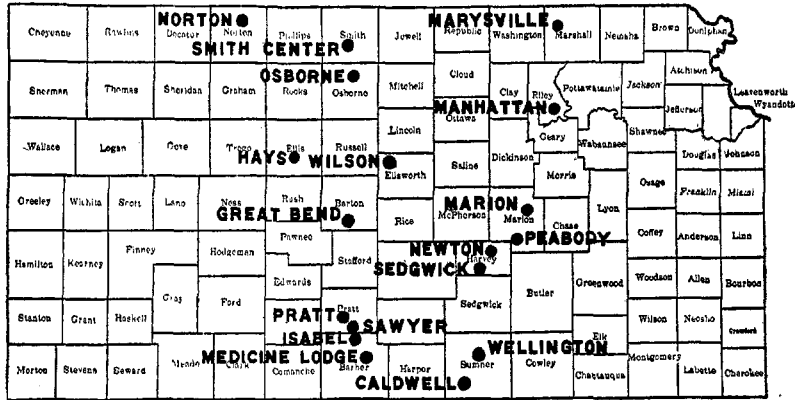 NORTON MARYSVILLE
Cheyenne Rawlins Decatur Norton Phillips Smith Jewell Republic Washington Marshall Nemaha Brown Doniphan
SMITH CENTER
OSBORNE Cloud Atchison
Sherman Thomas Sheridan Graham Rooks Osborne Mitchell Clay Riley Pottawatamie Jackson Jefferson Leavenworth
Wyandott
MANHATTAN
Ottawa
Lincoln Geary Wabaunsee Shawnee
Wallace Logan Gove Trego Ellis Russell Dickinson Douglas Johnson
HAYS WILSON
Ellsworth Saline Morris
Greeley Wichita Scott Lane Ness Rush Barton Osage Franklin Miami
MARION Lyon
GREAT BEND Rice McPherson Marion Chase
Pawneo PEABODY Coffey Anderson Linn
Finney Hodgeman Stafford NEWTON
Hamilton Kearney Harvey
SEDGWICK
Edwards Woodson Allen Bourbon
Gray Ford Sedgwick Butler Greenwood
Stanton Grant Haskell PRATT Pratt Wilson Neosho
SAWYER Crawford
ISABEL Elk
MEDICINE LODGE WELLINGTON
Morton Stevens Seward Meade Clark Comanche Barber Harpor Sumner Cowley Chautauqua Montgomery Labette Cherokee
CALDWELL